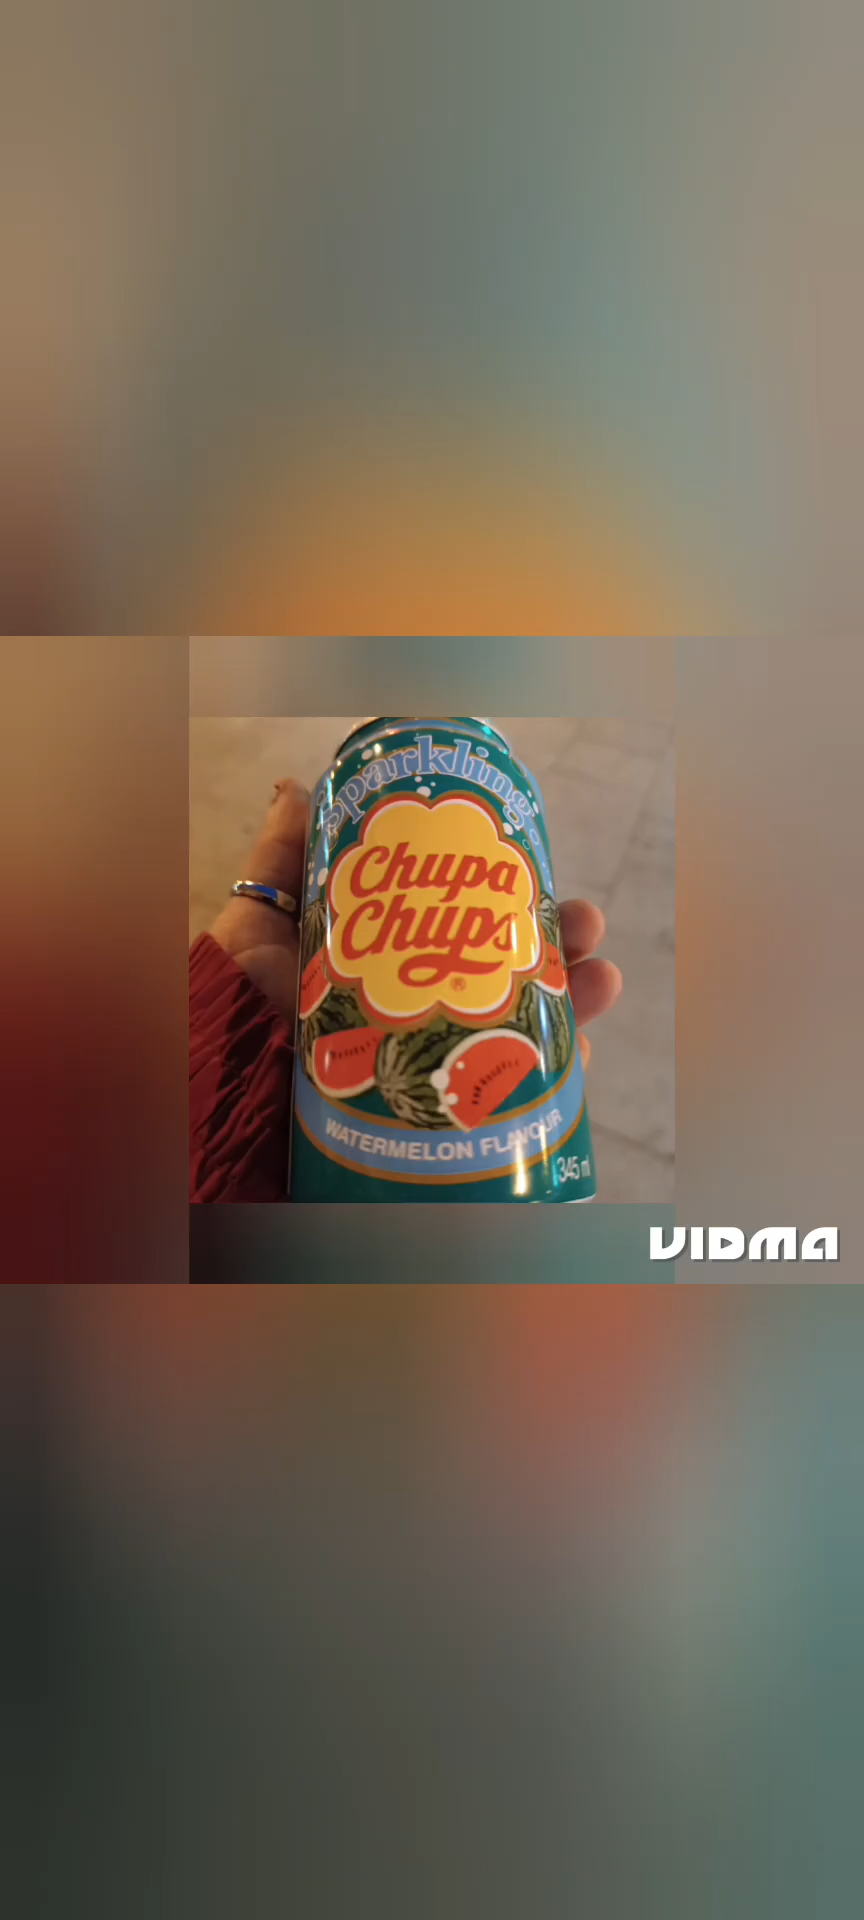 Sparkling
Chupa
Chups
®
WATERMELON FLAVOUR
345 ml
VIDMA